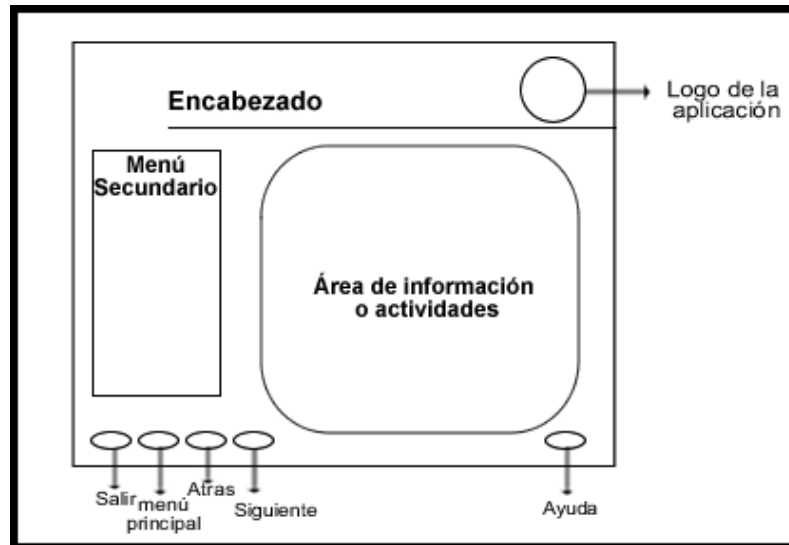 Encabezado
Logo de la
aplicación
Menú
Secundario
Área de información
o actividades
Salir
menú
principal
Atras
Siguiente
Ayuda